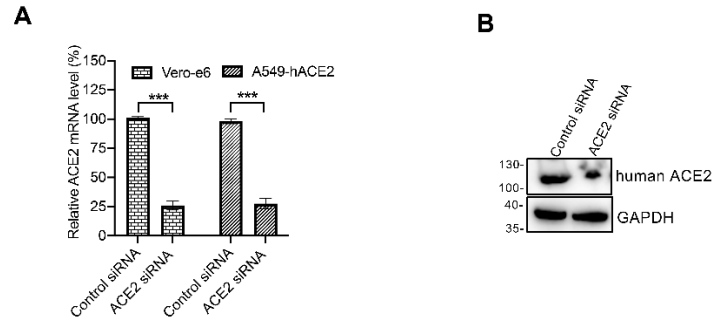 A
Relative ACE2 mRNA level (%)
150
125
100
75
50
25
0
Vero-e6
A549-hACE2
***
***
Control siRNA
ACE2 siRNA
Control siRNA
ACE2 siRNA
B
Control siRNA
ACE2 siRNA
130-
100-
human ACE2
40-
35-
GAPDH